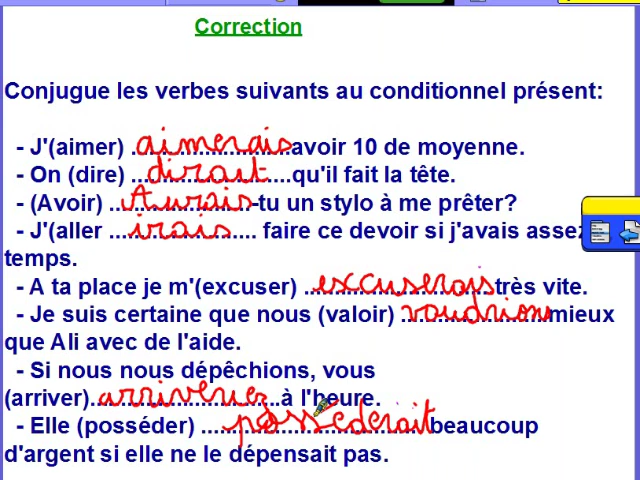 Correction
Conjugue les verbes suivants au conditionnel présent:
- J'(aimer) ...aimerais...avoir 10 de moyenne.
- On (dire) ...dirait...qu'il fait la tête.
- (Avoir) ...Aurais...-tu un stylo à me prêter?
- J'(aller ...irais... faire ce devoir si j'avais assez
temps.
- A ta place je m'(excuser) ...excuserais...très vite.
- Je suis certaine que nous (valoir) ...voudrions...mieux
que Ali avec de l'aide.
- Si nous nous dépêchions, vous
(arriver)...arriveriez...à l'heure.
- Elle (posséder) ...possèderait...beaucoup
d'argent si elle ne le dépensait pas.